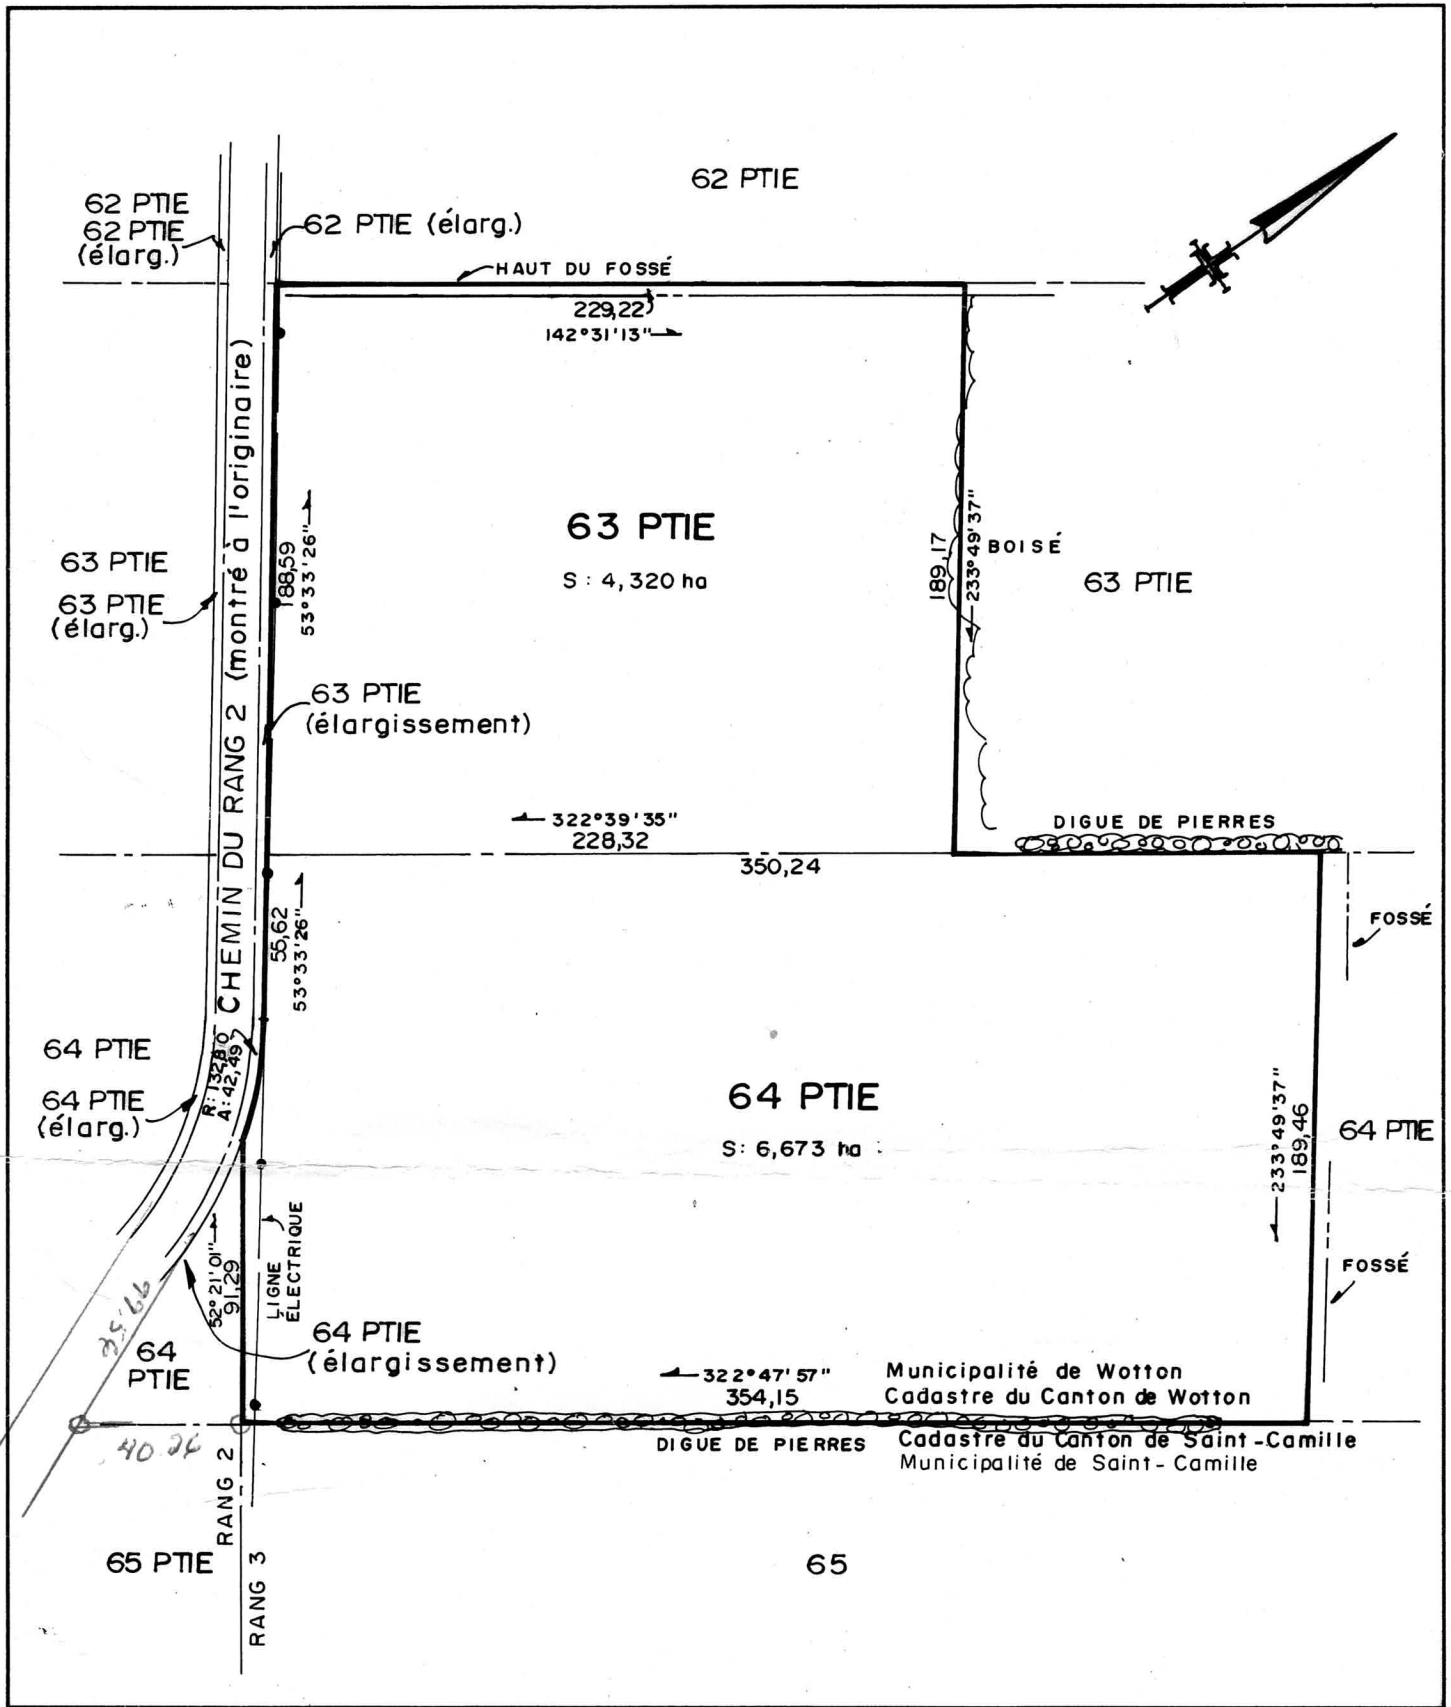 62 PTIE
62 PTIE
62 PTIE
(élarg.)
62 PTIE (élarg.)
HAUT DU FOSSÉ
229,22
142°31'13"
CHEMIN DU RANG 2 (montré à l'originaire)
188,59
53°33'26"
63 PTIE
S : 4,320 ha
189,17
233°49'37"
BOISÉ
63 PTIE
63 PTIE
63 PTIE
(élarg.)
63 PTIE
(élargissement)
322°39'35"
228,32
350,24
DIGUE DE PIERRES
FOSSÉ
55,62
53°33'26"
64 PTIE
64 PTIE
(élarg.)
R: 132,80
A: 42,49
64 PTIE
S: 6,673 ha
233°49'37"
189,46
64 PTIE
FOSSÉ
52°21'01"
91,29
LIGNE
ÉLECTRIQUE
64 PTIE
(élargissement)
64
PTIE
322°47'57"
354,15
Municipalité de Wotton
Cadastre du Canton de Wotton
DIGUE DE PIERRES
Cadastre du Canton de Saint-Camille
Municipalité de Saint-Camille
RANG 2
RANG 3
65 PTIE
65